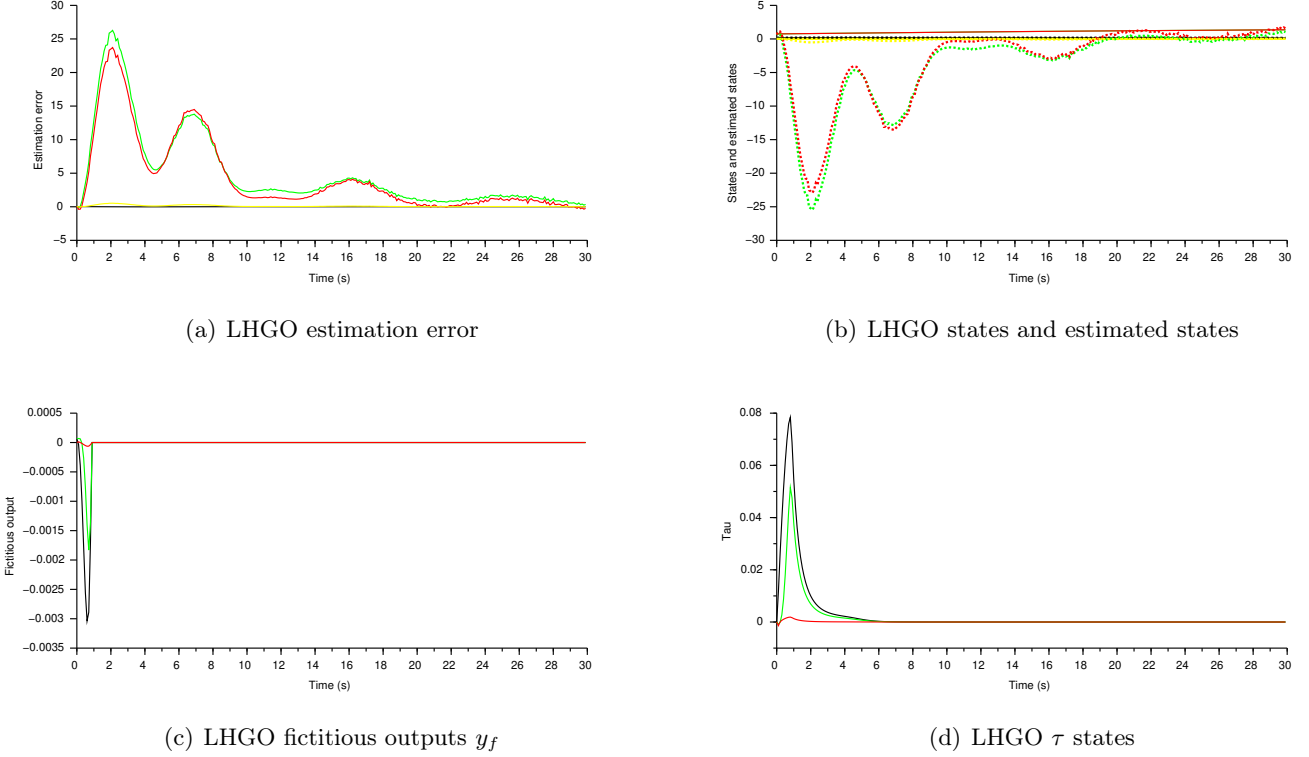 30
25
20
15
10
5
0
−5
Estimation error
0 2 4 6 8 10 12 14 16 18 20 22 24 26 28 30
Time (s)
(a) LHGO estimation error
5
0
−5
−10
−15
−20
−25
−30
States and estimated states
0 2 4 6 8 10 12 14 16 18 20 22 24 26 28 30
Time (s)
(b) LHGO states and estimated states
0.0005
0
−0.0005
−0.001
−0.0015
−0.002
−0.0025
−0.003
−0.0035
Fictitious output
0 2 4 6 8 10 12 14 16 18 20 22 24 26 28 30
Time (s)
(c) LHGO fictitious outputs y_f
0.08
0.06
0.04
0.02
0
Tau
0 2 4 6 8 10 12 14 16 18 20 22 24 26 28 30
Time (s)
(d) LHGO τ states